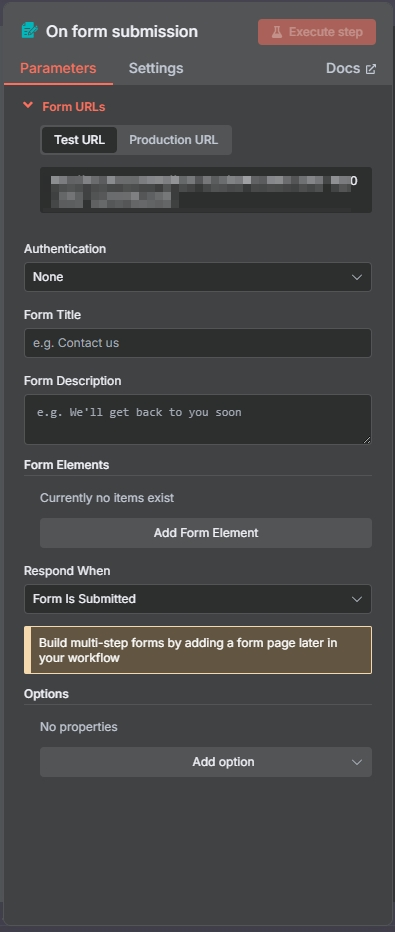 On form submission
Execute step
Parameters
Settings
Docs
Form URLs
Test URL
Production URL
0
Authentication
None
Form Title
e.g. Contact us
Form Description
e.g. We'll get back to you soon
Form Elements
Currently no items exist
Add Form Element
Respond When
Form Is Submitted
Build multi-step forms by adding a form page later in
your workflow
Options
No properties
Add option